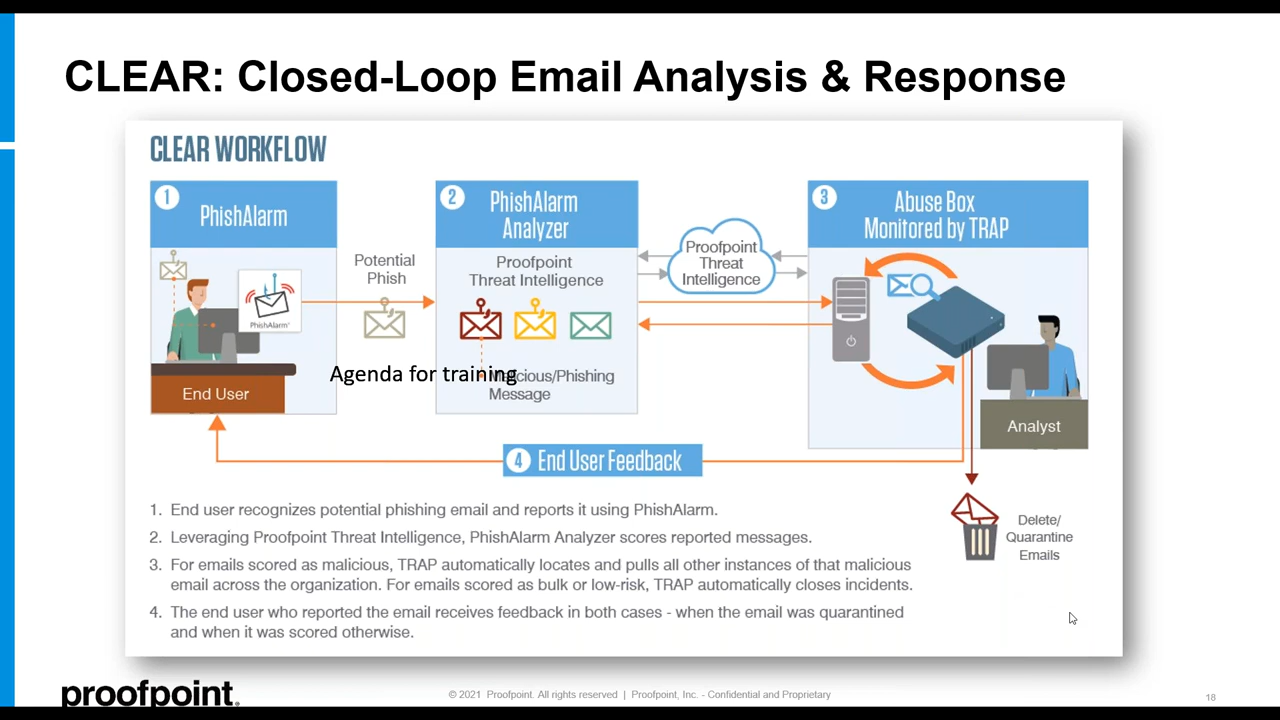 CLEAR: Closed-Loop Email Analysis & Response
CLEAR WORKFLOW
1
PhishAlarm
PhishAlarm
End User
Potential
Phish
2
PhishAlarm
Analyzer
Proofpoint
Threat Intelligence
Malicious/Phishing
Message
Agenda for training
Proofpoint
Threat
Intelligence
3
Abuse Box
Monitored by TRAP
Analyst
4 End User Feedback
Delete/
Quarantine
Emails
1. End user recognizes potential phishing email and reports it using PhishAlarm.
2. Leveraging Proofpoint Threat Intelligence, PhishAlarm Analyzer scores reported messages.
3. For emails scored as malicious, TRAP automatically locates and pulls all other instances of that malicious
email across the organization. For emails scored as bulk or low-risk, TRAP automatically closes incidents.
4. The end user who reported the email receives feedback in both cases - when the email was quarantined
and when it was scored otherwise.
proofpoint.
© 2021 Proofpoint. All rights reserved | Proofpoint, Inc. - Confidential and Proprietary
18